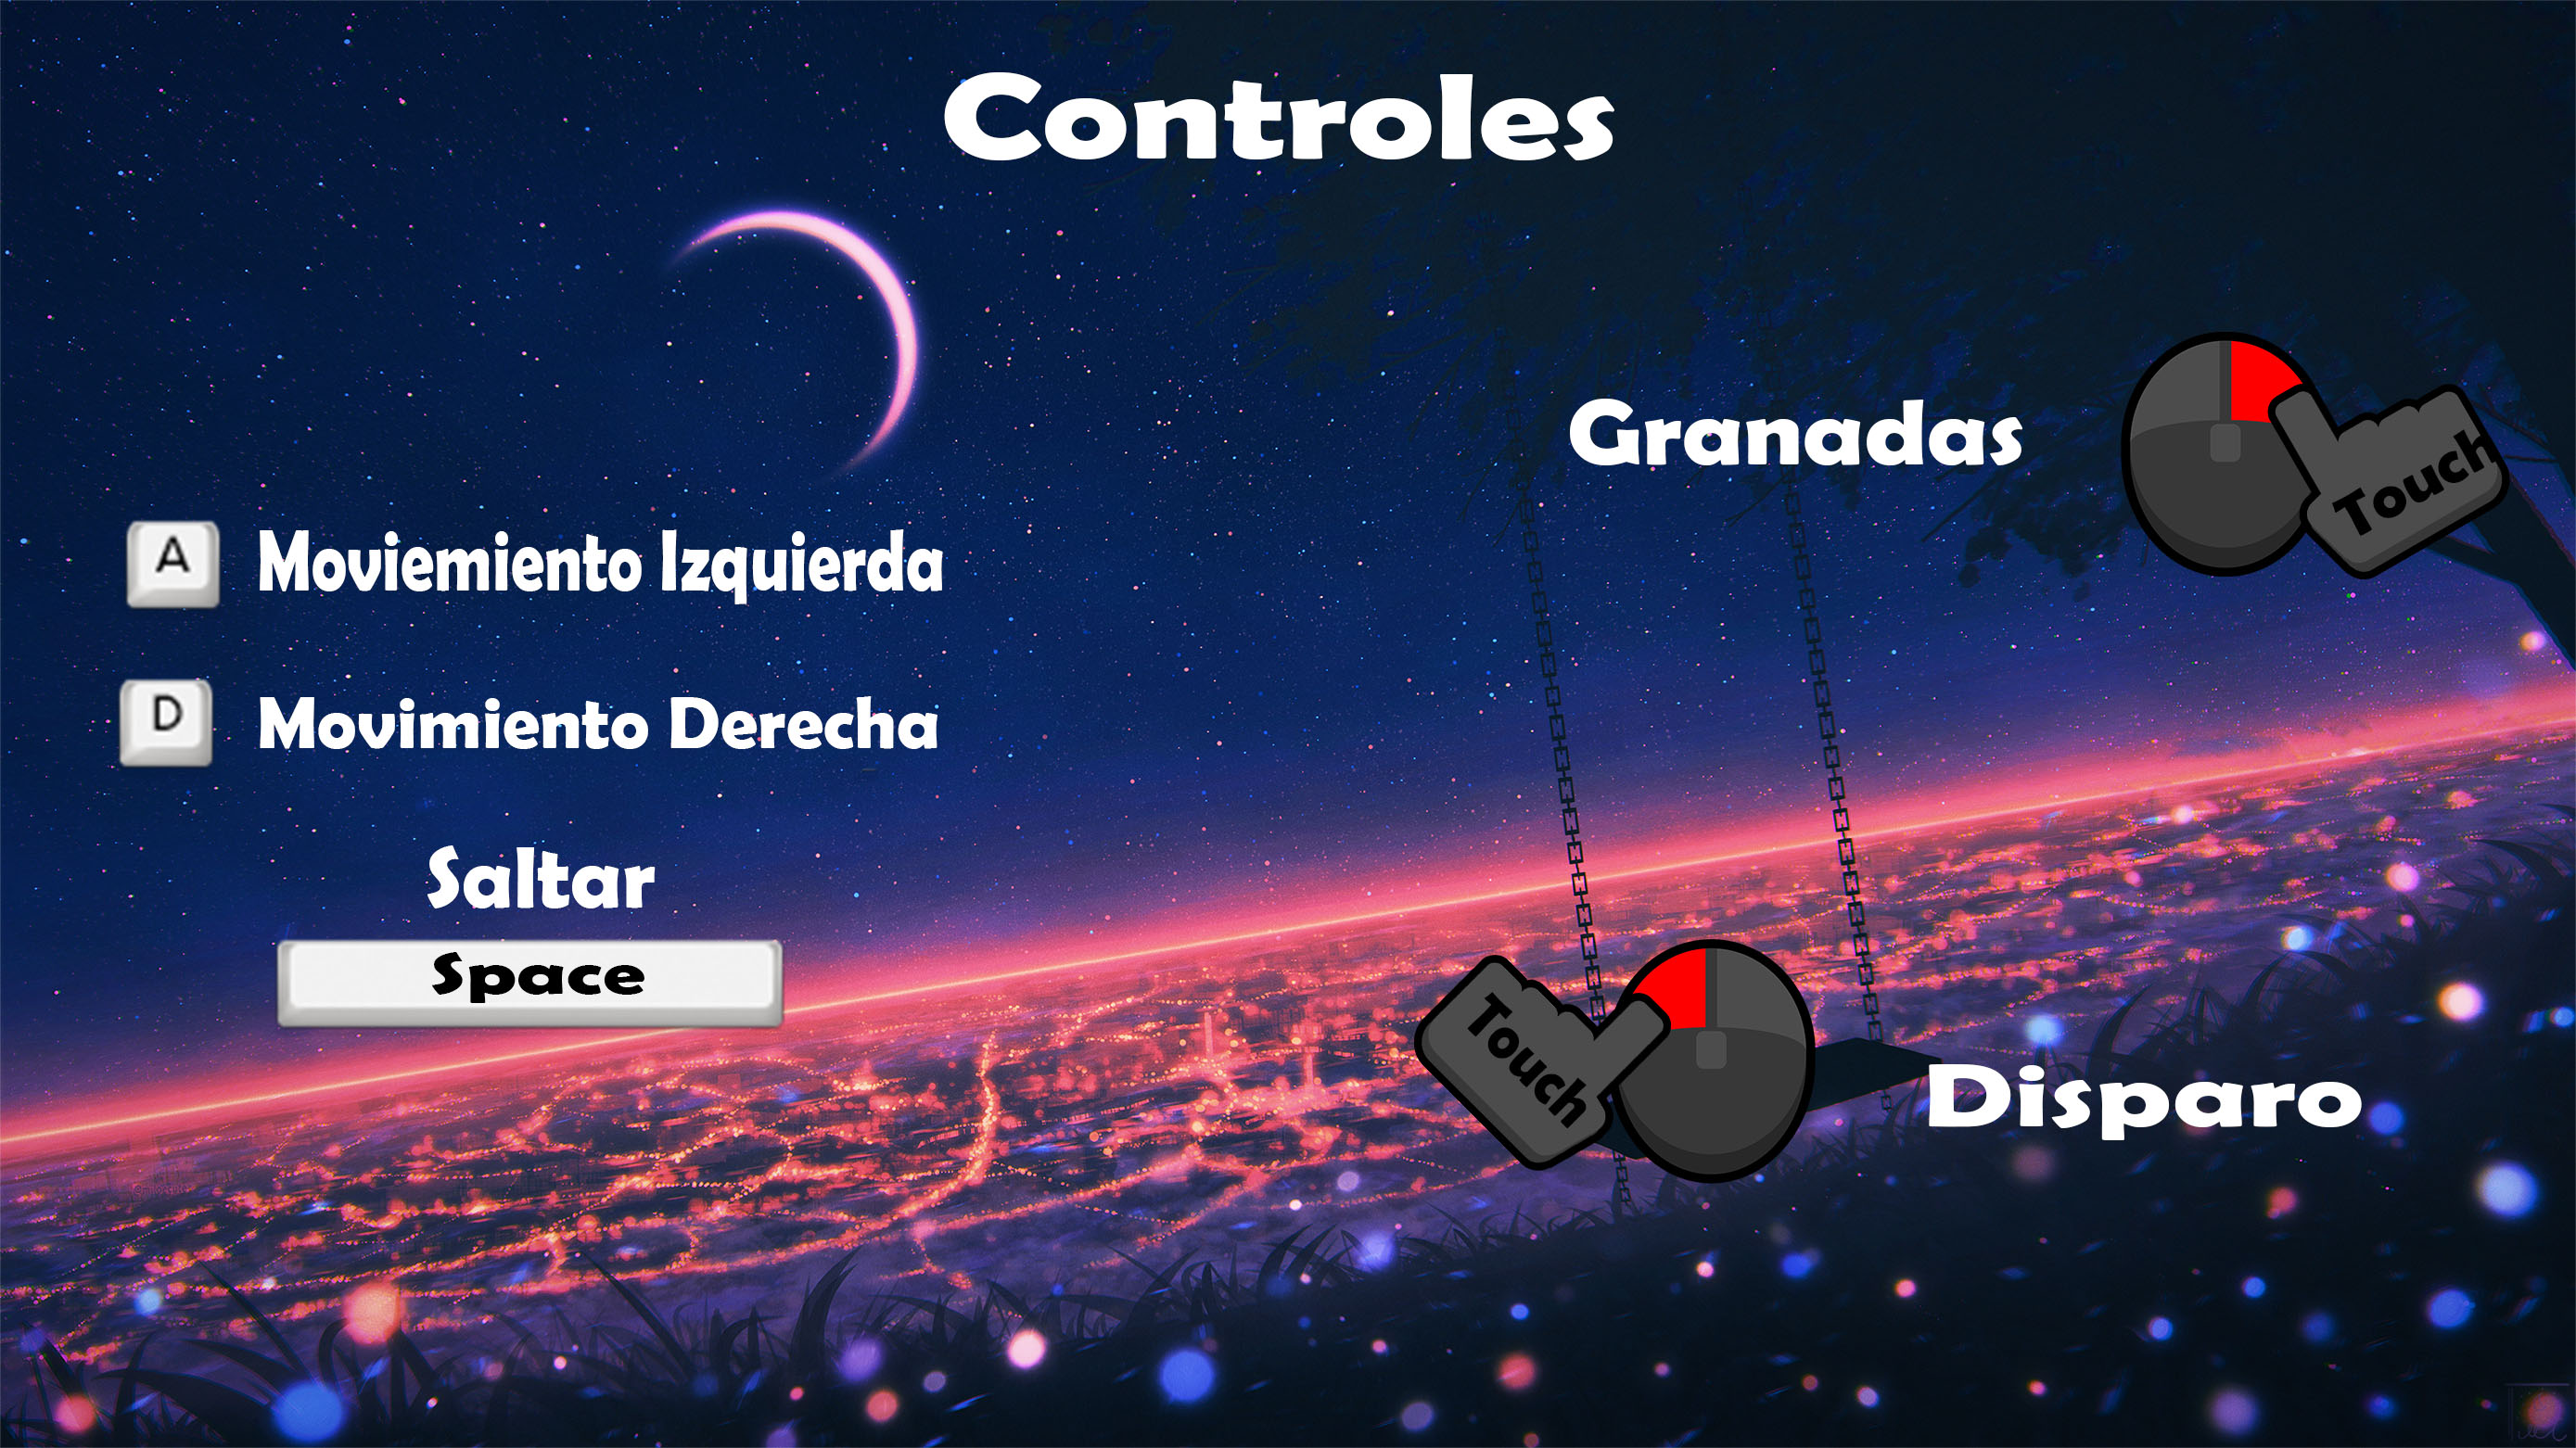 Controles
Granadas
Touch
A
Moviemiento Izquierda
D
Movimiento Derecha
Saltar
Space
Touch
Disparo